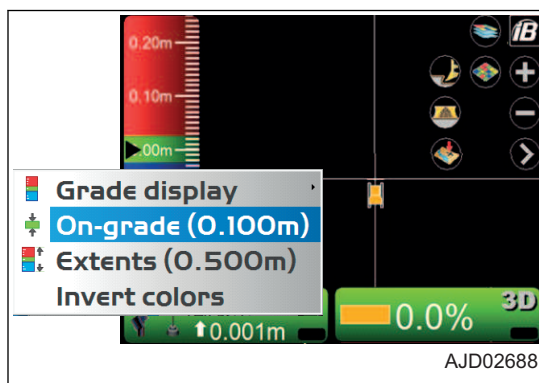 0.20m
iB
0.10m
.00m
Grade display
On-grade (0.100m)
Extents (0.500m)
Invert colors
0.001m
0.0%
3D
AJD02688